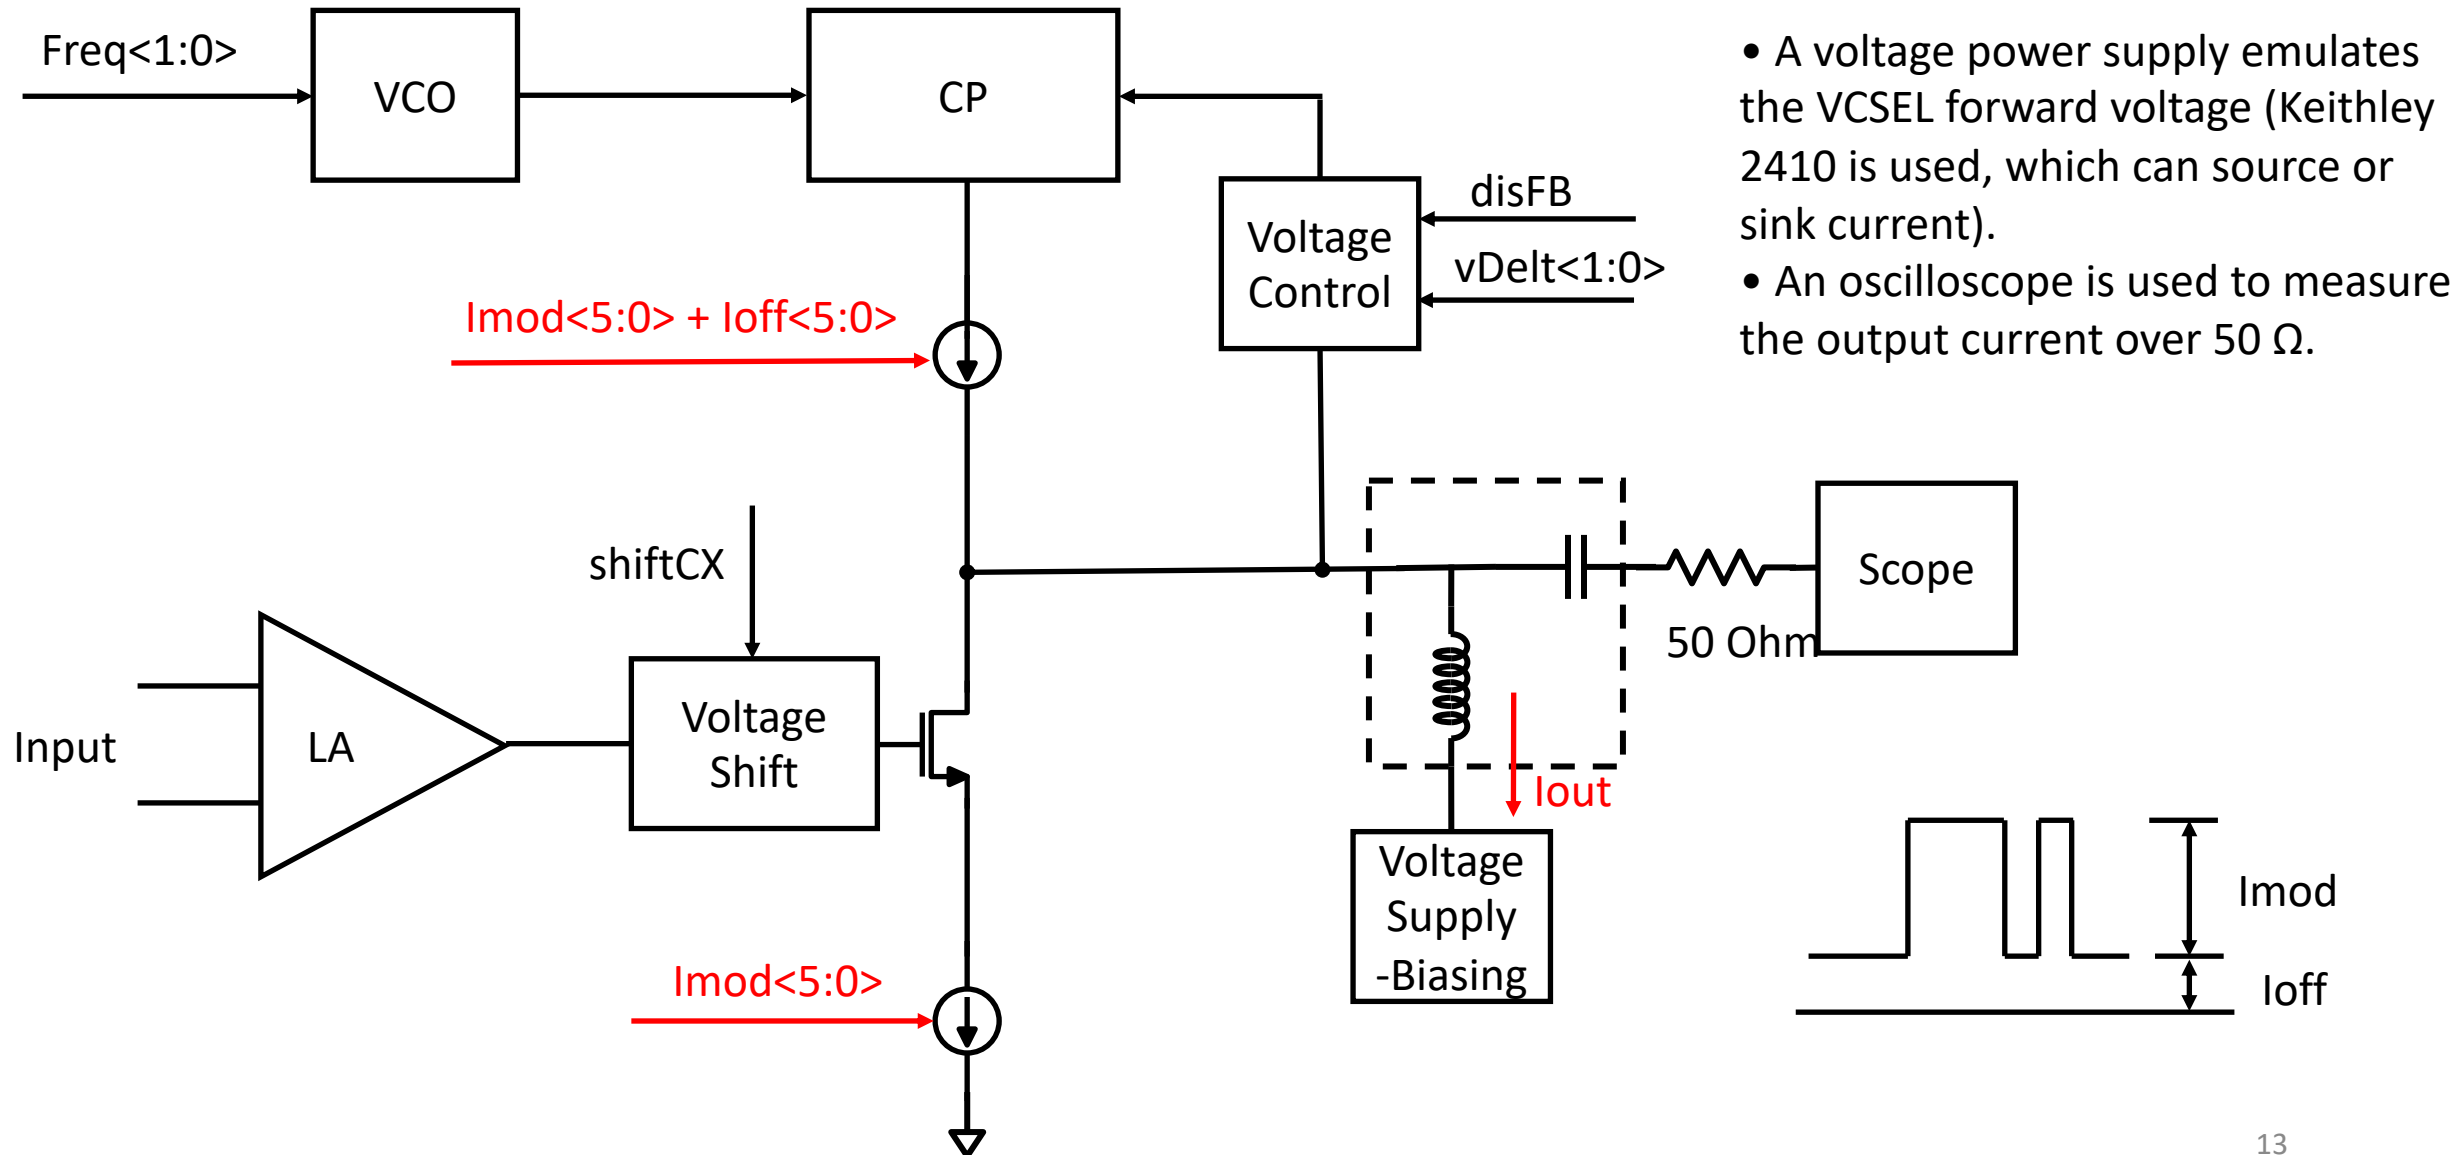 Freq<1:0>
VCO
CP
• A voltage power supply emulates
the VCSEL forward voltage (Keithley
2410 is used, which can source or
sink current).
• An oscilloscope is used to measure
the output current over 50 Ω.
disFB
Voltage
Control
vDelt<1:0>
Imod<5:0> + Ioff<5:0>
shiftCX
Scope
50 Ohm
Input
LA
Voltage
Shift
Iout
Voltage
Supply
-Biasing
Imod
Ioff
Imod<5:0>
13